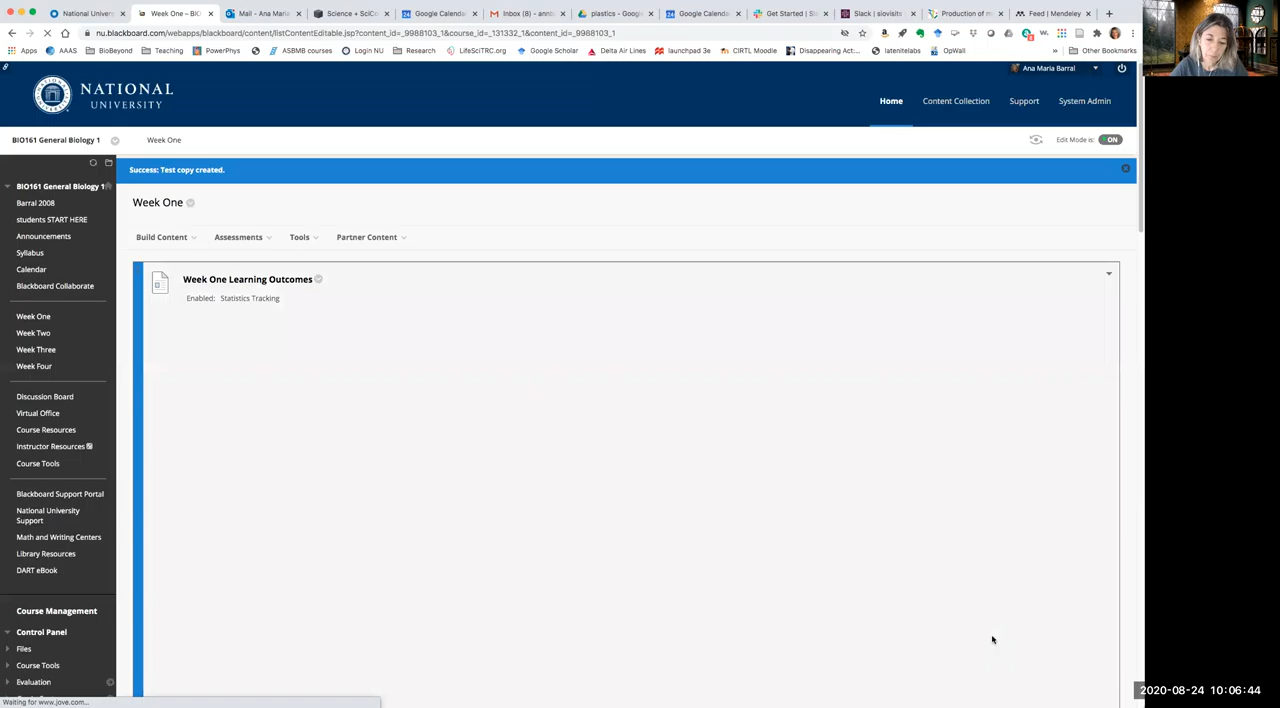 National Univers
Week One – BIO
Mail - Ana Maria
Science + SciCo
Google Calenda
Inbox (8) - anna
plastics - Googl
Google Calenda
Get Started | Sl
Slack | slovisits
Production of m
Feed | Mendeley
nu.blackboard.com/webapps/blackboard/content/listContentEditable.jsp?content_id=_9988103_1&course_id=_131332_1&content_id=_9988103_1
Apps
AAAS
BioBeyond
Teaching
PowerPhys
ASBMB courses
Login NU
Research
LifeSciTRC.org
Google Scholar
Delta Air Lines
launchpad 3e
CIRTL Moodle
Disappearing Act:...
latenitelabs
OpWall
»
Other Bookmarks
NATIONAL
UNIVERSITY
Ana Maria Barral
Home
Content Collection
Support
System Admin
BIO161 General Biology 1
Week One
Edit Mode is:
ON
Success: Test copy created.
BIO161 General Biology 1
Barral 2008
students START HERE
Announcements
Syllabus
Calendar
Blackboard Collaborate
Week One
Week Two
Week Three
Week Four
Discussion Board
Virtual Office
Course Resources
Instructor Resources
Course Tools
Blackboard Support Portal
National University
Support
Math and Writing Centers
Library Resources
DART eBook
Course Management
Control Panel
Files
Course Tools
Evaluation
Week One
Build Content
Assessments
Tools
Partner Content
Week One Learning Outcomes
Enabled: Statistics Tracking
Waiting for www.jove.com...
2020-08-24 10:06:44